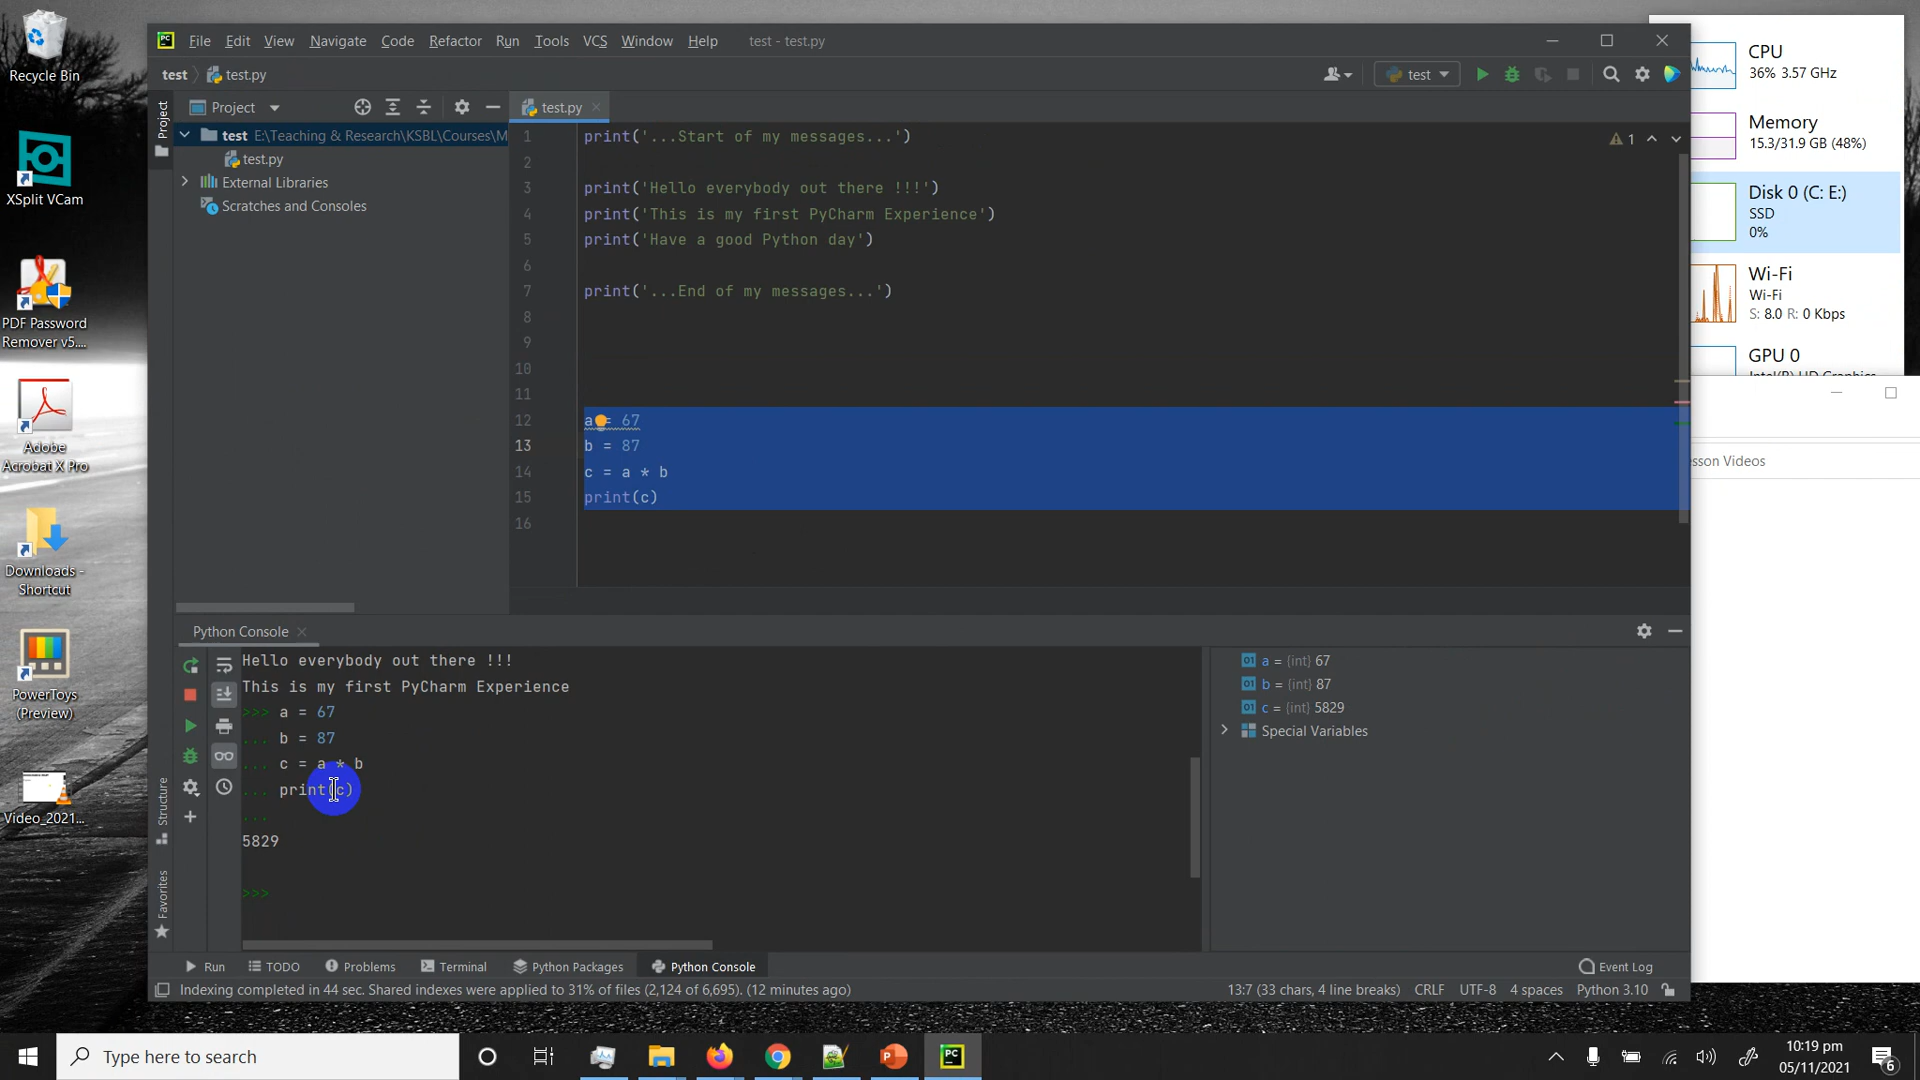 Recycle Bin
XSplit VCam
PDF Password
Remover v5....
Adobe
Acrobat X Pro
Downloads -
Shortcut
PowerToys
(Preview)
Video_2021...
File Edit View Navigate Code Refactor Run Tools VCS Window Help test - test.py
test test.py
test
Project
Project
test E:\Teaching & Research\KSBL\Courses\M
test.py
External Libraries
Scratches and Consoles
test.py
1 print('...Start of my messages...')
2
3 print('Hello everybody out there !!!')
4 print('This is my first PyCharm Experience')
5 print('Have a good Python day')
6
7 print('...End of my messages...')
8
9
10
11
12 a = 67
13 b = 87
14 c = a * b
15 print(c)
16
1
Python Console
Hello everybody out there !!!
This is my first PyCharm Experience
>>> a = 67
... b = 87
... c = a * b
... print(c)
...
5829
>>>
a = {int} 67
b = {int} 87
c = {int} 5829
Special Variables
Structure
Favorites
Run TODO Problems Terminal Python Packages Python Console Event Log
Indexing completed in 44 sec. Shared indexes were applied to 31% of files (2,124 of 6,695). (12 minutes ago) 13:7 (33 chars, 4 line breaks) CRLF UTF-8 4 spaces Python 3.10
CPU
36% 3.57 GHz
Memory
15.3/31.9 GB (48%)
Disk 0 (C: E:)
SSD
0%
Wi-Fi
Wi-Fi
S: 8.0 R: 0 Kbps
GPU 0
sson Videos
Type here to search
10:19 pm
05/11/2021
6